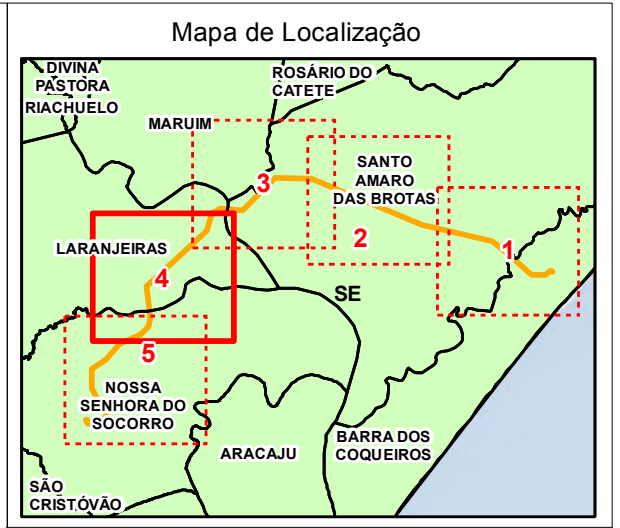 Mapa de Localização
DIVINA
PASTORA
RIACHUELO
ROSÁRIO DO
CATETE
MARUIM
SANTO
AMARO
DAS BROTAS
3
2
1
LARANJEIRAS
4
SE
5
NOSSA
SENHORA DO
SOCORRO
ARACAJU
BARRA DOS
COQUEIROS
SÃO
CRISTÓVÃO